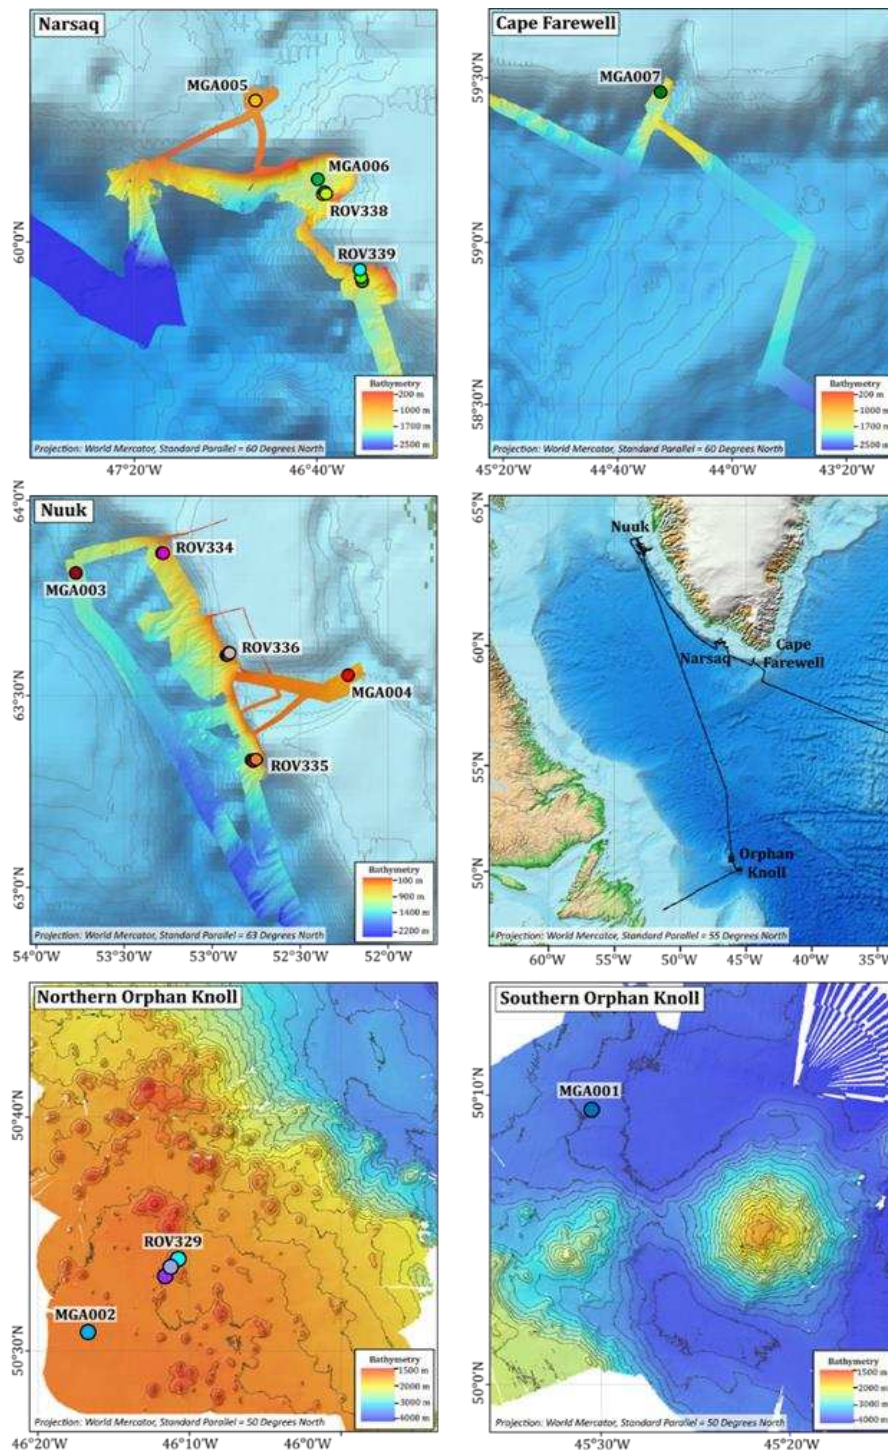 Narsaq
MGA005
MGA006
ROV338
ROV339
60°0'N
Bathymetry
200 m
1000 m
1700 m
2500 m
Projection: World Mercator, Standard Parallel = 60 Degrees North
47°20'W
46°40'W
Cape Farewell
MGA007
59°30'N
59°0'N
58°30'N
Bathymetry
200 m
1000 m
1700 m
2500 m
Projection: World Mercator, Standard Parallel = 60 Degrees North
45°20'W
44°40'W
44°0'W
43°20'W
Nuuk
64°0'N
ROV334
MGA003
ROV336
MGA004
63°30'N
ROV335
63°0'N
Bathymetry
100 m
900 m
1400 m
2200 m
Projection: World Mercator, Standard Parallel = 63 Degrees North
54°0'W
53°30'W
53°0'W
52°30'W
52°0'W
65°N
Nuuk
60°N
Narsaq
Cape
Farewell
55°N
Orphan
Knoll
50°N
Projection: World Mercator, Standard Parallel = 55 Degrees North
60°W
55°W
50°W
45°W
40°W
35°W
Northern Orphan Knoll
50°40'N
ROV329
MGA002
50°30'N
Bathymetry
1500 m
2000 m
3000 m
4000 m
Projection: World Mercator, Standard Parallel = 50 Degrees North
46°20'W
46°10'W
46°0'W
Southern Orphan Knoll
50°10'N
MGA001
50°0'N
Bathymetry
1500 m
2000 m
3000 m
4000 m
Projection: World Mercator, Standard Parallel = 50 Degrees North
45°30'W
45°20'W